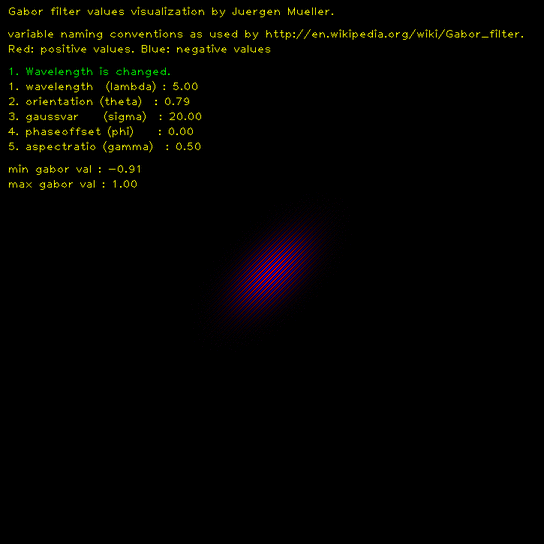 Gabor filter values visualization by Juergen Mueller.
variable naming conventions as used by http://en.wikipedia.org/wiki/Gabor_filter.
Red: positive values. Blue: negative values
1. Wavelength is changed.
1. wavelength (lambda) : 5.00
2. orientation (theta) : 0.79
3. gaussvar (sigma) : 20.00
4. phaseoffset (phi) : 0.00
5. aspectratio (gamma) : 0.50
min gabor val : -0.91
max gabor val : 1.00